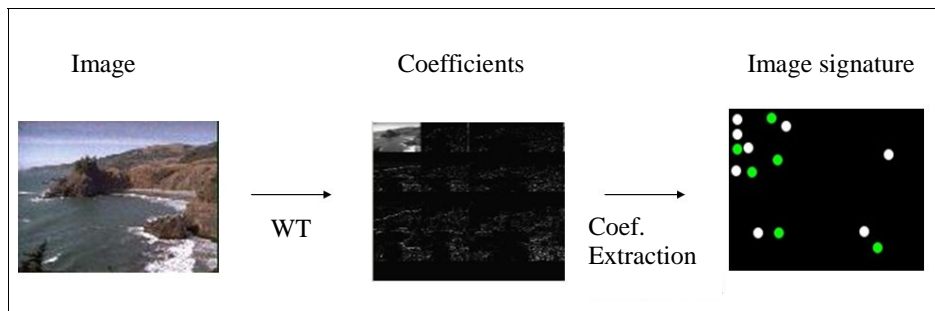 Image
Coefficients
Image signature
WT
Coef.
Extraction